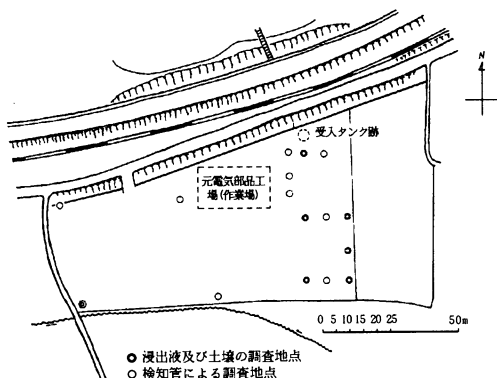 N
受入タンク跡
元電気部品工
場(作業場)
0 5 10 15 20 25 50m
◎ 浸出液及び土壌の調査地点
○ 検知管による調査地点